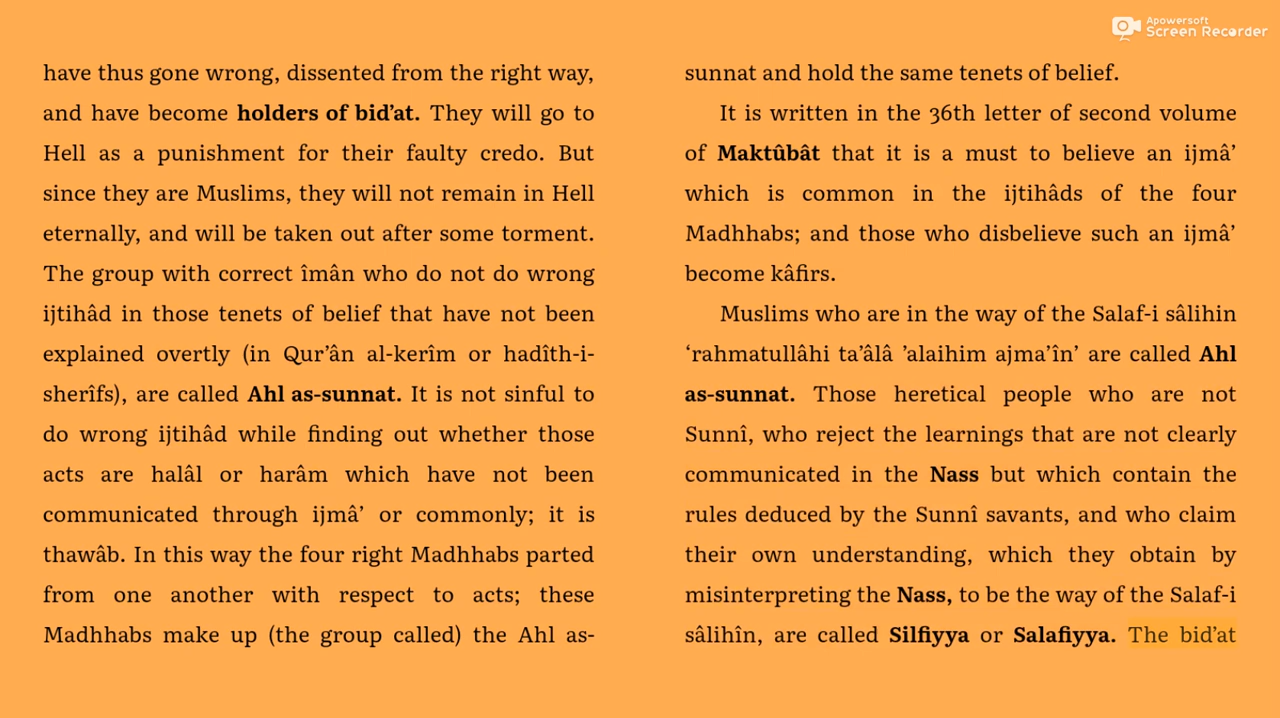 Apowersoft
Screen Recorder
have thus gone wrong, dissented from the right way,
and have become holders of bid’at. They will go to
Hell as a punishment for their faulty credo. But
since they are Muslims, they will not remain in Hell
eternally, and will be taken out after some torment.
The group with correct îmân who do not do wrong
ijtihâd in those tenets of belief that have not been
explained overtly (in Qur’ân al-kerîm or hadîth-i-
sherîfs), are called Ahl as-sunnat. It is not sinful to
do wrong ijtihâd while finding out whether those
acts are halâl or harâm which have not been
communicated through ijmâ’ or commonly; it is
thawâb. In this way the four right Madhhabs parted
from one another with respect to acts; these
Madhhabs make up (the group called) the Ahl as-
sunnat and hold the same tenets of belief.
It is written in the 36th letter of second volume
of Maktûbât that it is a must to believe an ijmâ’
which is common in the ijtihâds of the four
Madhhabs; and those who disbelieve such an ijmâ’
become kâfirs.
Muslims who are in the way of the Salaf-i sâlihin
‘rahmatullâhi ta’âlâ ’alaihim ajma’în’ are called Ahl
as-sunnat. Those heretical people who are not
Sunnî, who reject the learnings that are not clearly
communicated in the Nass but which contain the
rules deduced by the Sunnî savants, and who claim
their own understanding, which they obtain by
misinterpreting the Nass, to be the way of the Salaf-i
sâlihîn, are called Silfiyya or Salafiyya. The bid’at